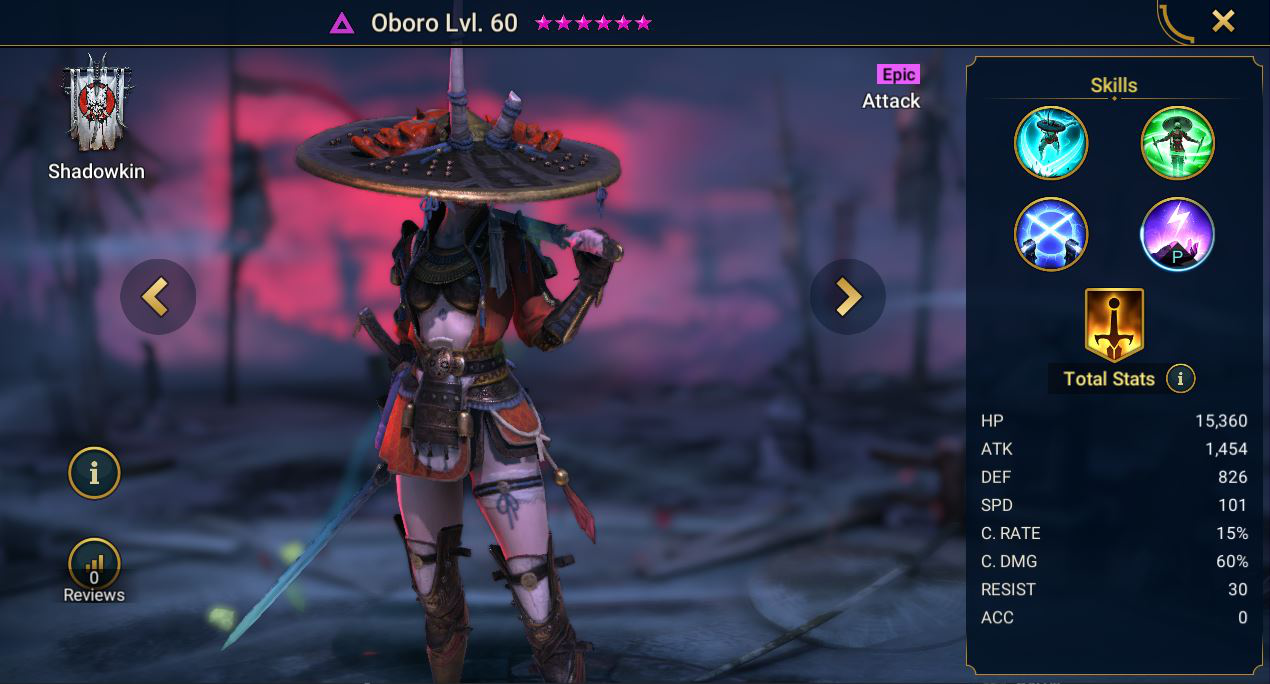 Oboro Lvl. 60
Shadowkin
Epic
Attack
0
Reviews
Skills
P
Total Stats
HP 15,360
ATK 1,454
DEF 826
SPD 101
C. RATE 15%
C. DMG 60%
RESIST 30
ACC 0